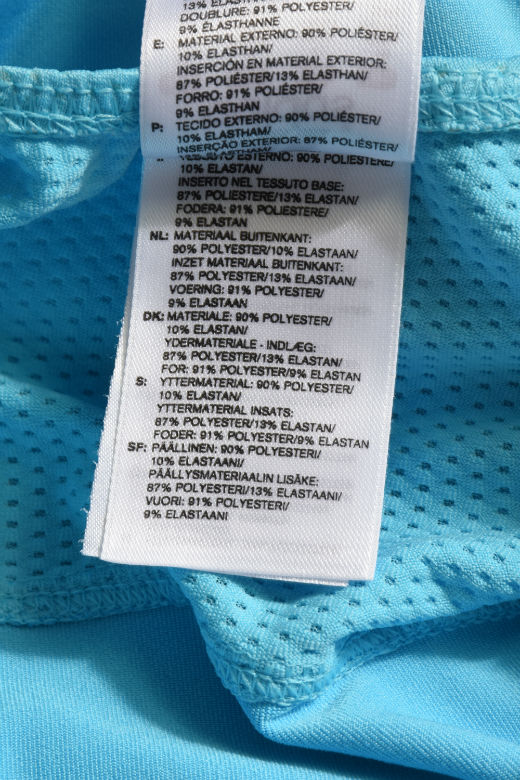 13% ELASTHANNE/
DOUBLURE: 91% POLYESTER/
9% ELASTHANNE
E: MATERIAL EXTERNO: 90% POLIÉSTER/
10% ELASTHAN/
INSERCIÓN EN MATERIAL EXTERIOR:
87% POLIÉSTER/13% ELASTHAN/
FORRO: 91% POLIÉSTER/
9% ELASTHAN
P: TECIDO EXTERNO: 90% POLIÉSTER/
10% ELASTHAM/
INSERÇÃO EXTERIOR: 87% POLIÉSTER/
ESTERNO: 90% POLIESTERE/
10% ELASTAN/
INSERTO NEL TESSUTO BASE:
87% POLIESTERE/13% ELASTAN/
FODERA: 91% POLIESTERE/
9% ELASTAN
NL: MATERIAAL BUITENKANT:
90% POLYESTER/10% ELASTAAN/
INZET MATERIAAL BUITENKANT:
87% POLYESTER/13% ELASTAAN/
VOERING: 91% POLYESTER/
9% ELASTAAN
DK: MATERIALE: 90% POLYESTER/
10% ELASTAN/
YDERMATERIALE - INDLÆG:
87% POLYESTER/13% ELASTAN/
FOR: 91% POLYESTER/9% ELASTAN
S: YTTERMATERIAL: 90% POLYESTER/
10% ELASTAN/
YTTERMATERIAL INSATS:
87% POLYESTER/13% ELASTAN/
FODER: 91% POLYESTER/9% ELASTAN
SF: PÄÄLLINEN: 90% POLYESTERI/
10% ELASTAANI/
PÄÄLLYSMATERIAALIN LISÄKE:
87% POLYESTERI/13% ELASTAANI/
VUORI: 91% POLYESTERI/
9% ELASTAANI